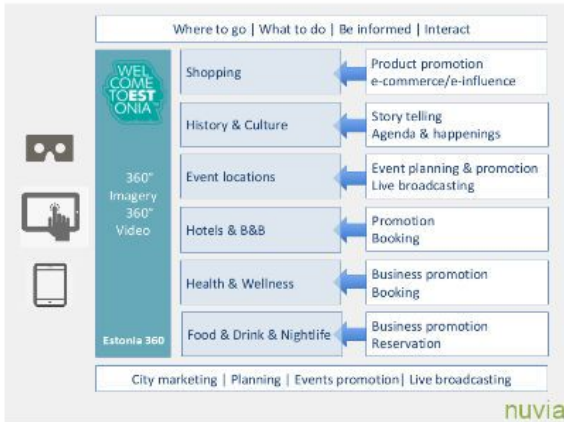 Where to go | What to do | Be informed | Interact
WEL
COME
TOEST
ONIA
360°
Imagery
360°
Video
Estonia 360
Shopping
Product promotion
e-commerce/e-influence
History & Culture
Story telling
Agenda & happenings
Event locations
Event planning & promotion
Live broadcasting
Hotels & B&B
Promotion
Booking
Health & Wellness
Business promotion
Booking
Food & Drink & Nightlife
Business promotion
Reservation
City marketing | Planning | Events promotion| Live broadcasting
nuvia